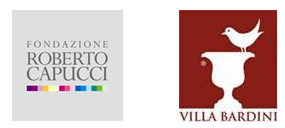 FONDAZIONE
ROBERTO
CAPUCCI
®
VILLA BARDINI